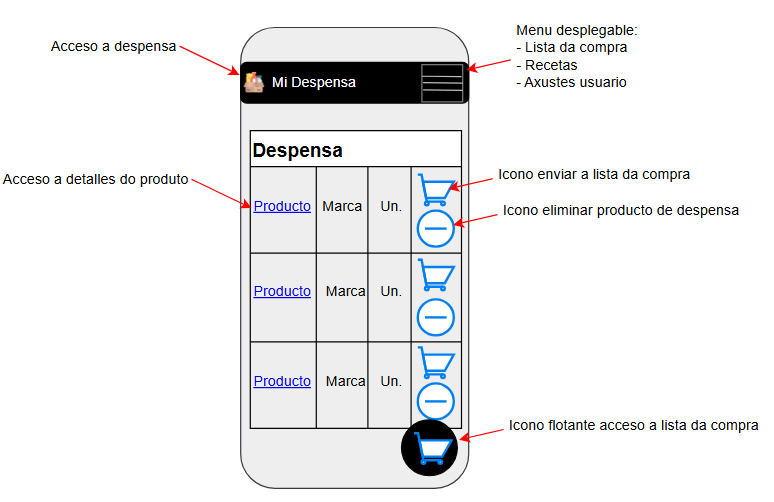 Menu desplegable:
- Lista da compra
- Recetas
- Axustes usuario
Acceso a despensa
Mi Despensa
Despensa
Icono enviar a lista da compra
Acceso a detalles do produto
Producto Marca Un.
Icono eliminar producto de despensa
Producto Marca Un.
Producto Marca Un.
Icono flotante acceso a lista da compra